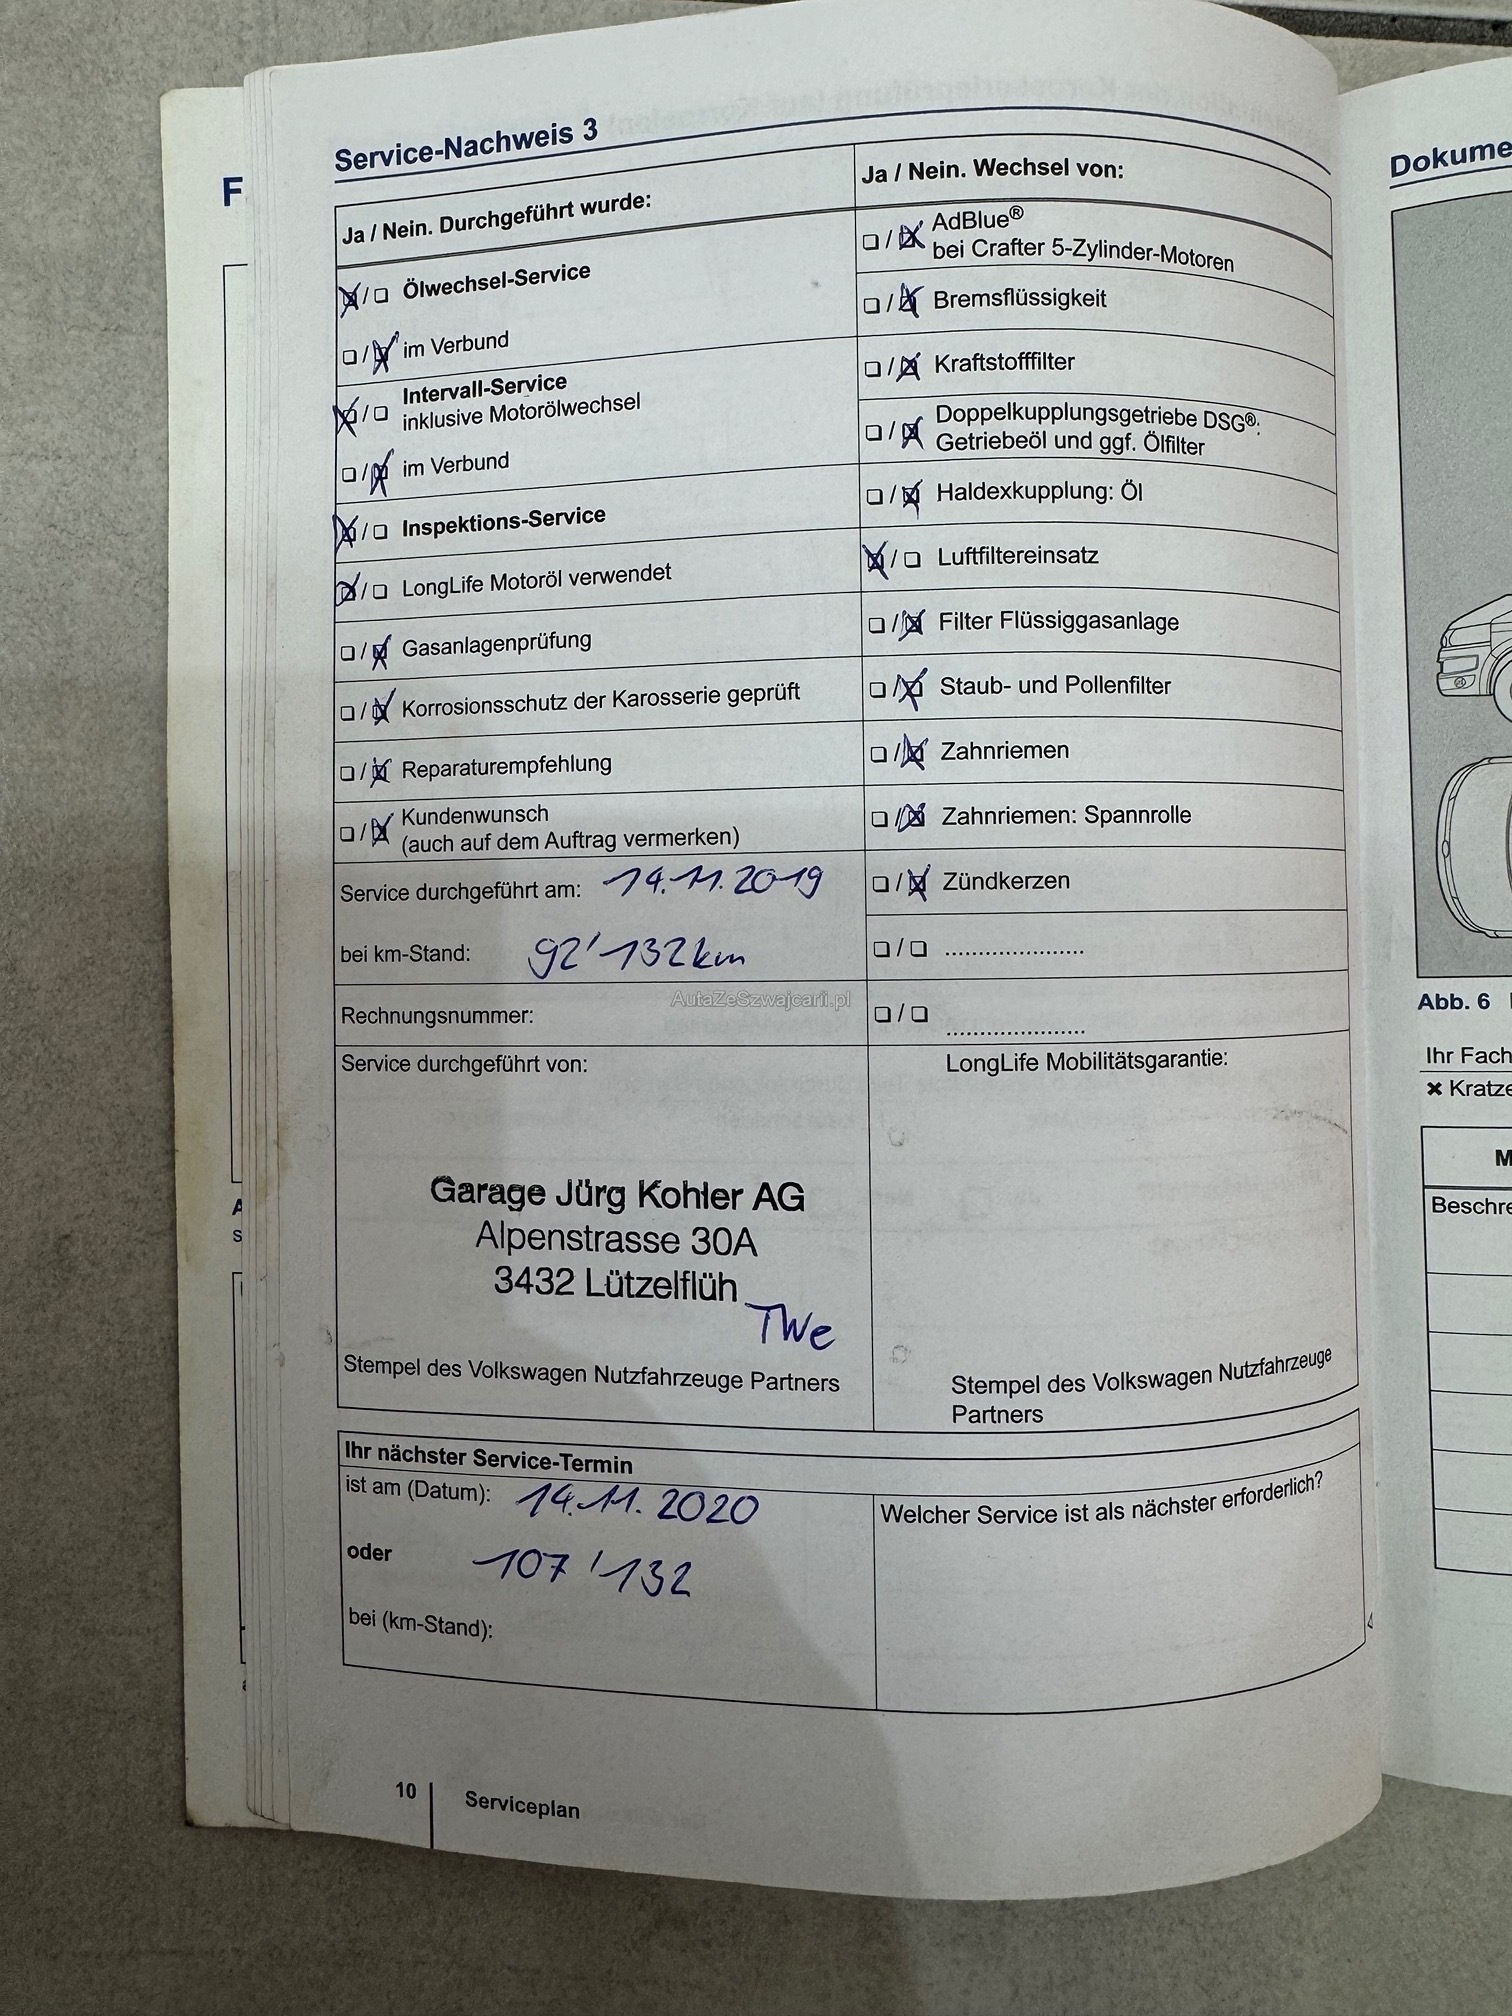 Service-Nachweis 3
Ja / Nein. Durchgeführt wurde:
☒/☐ Ölwechsel-Service
☐/☒ im Verbund
☒/☐ Intervall-Service
inklusive Motorölwechsel
☐/☒ im Verbund
☒/☐ Inspektions-Service
☒/☐ LongLife Motoröl verwendet
☐/☒ Gasanlagenprüfung
☐/☒ Korrosionsschutz der Karosserie geprüft
☐/☒ Reparaturempfehlung
☐/☒ Kundenwunsch
(auch auf dem Auftrag vermerken)
Service durchgeführt am: 14.11.2019
bei km-Stand: 92'132km
Rechnungsnummer:
Service durchgeführt von:
Garage Jürg Kohler AG
Alpenstrasse 30A
3432 Lützelflüh
TWe
Stempel des Volkswagen Nutzfahrzeuge Partners
Ja / Nein. Wechsel von:
☐/☒ AdBlue®
bei Crafter 5-Zylinder-Motoren
☐/☒ Bremsflüssigkeit
☐/☒ Kraftstofffilter
☐/☒ Doppelkupplungsgetriebe DSG®:
Getriebeöl und ggf. Ölfilter
☐/☒ Haldexkupplung: Öl
☒/☐ Luftfiltereinsatz
☐/☒ Filter Flüssiggasanlage
☐/☒ Staub- und Pollenfilter
☐/☒ Zahnriemen
☐/☒ Zahnriemen: Spannrolle
☐/☒ Zündkerzen
☐/☐ ......................
☐/☐ ......................
LongLife Mobilitätsgarantie:
Stempel des Volkswagen Nutzfahrzeuge
Partners
AutaZeSzwajcarii.pl
Ihr nächster Service-Termin
ist am (Datum): 14.11.2020
oder
107'132
bei (km-Stand):
Welcher Service ist als nächster erforderlich?
10 Serviceplan
F
Dokume
Abb. 6
Ihr Fach
✖ Kratze
M
Beschre